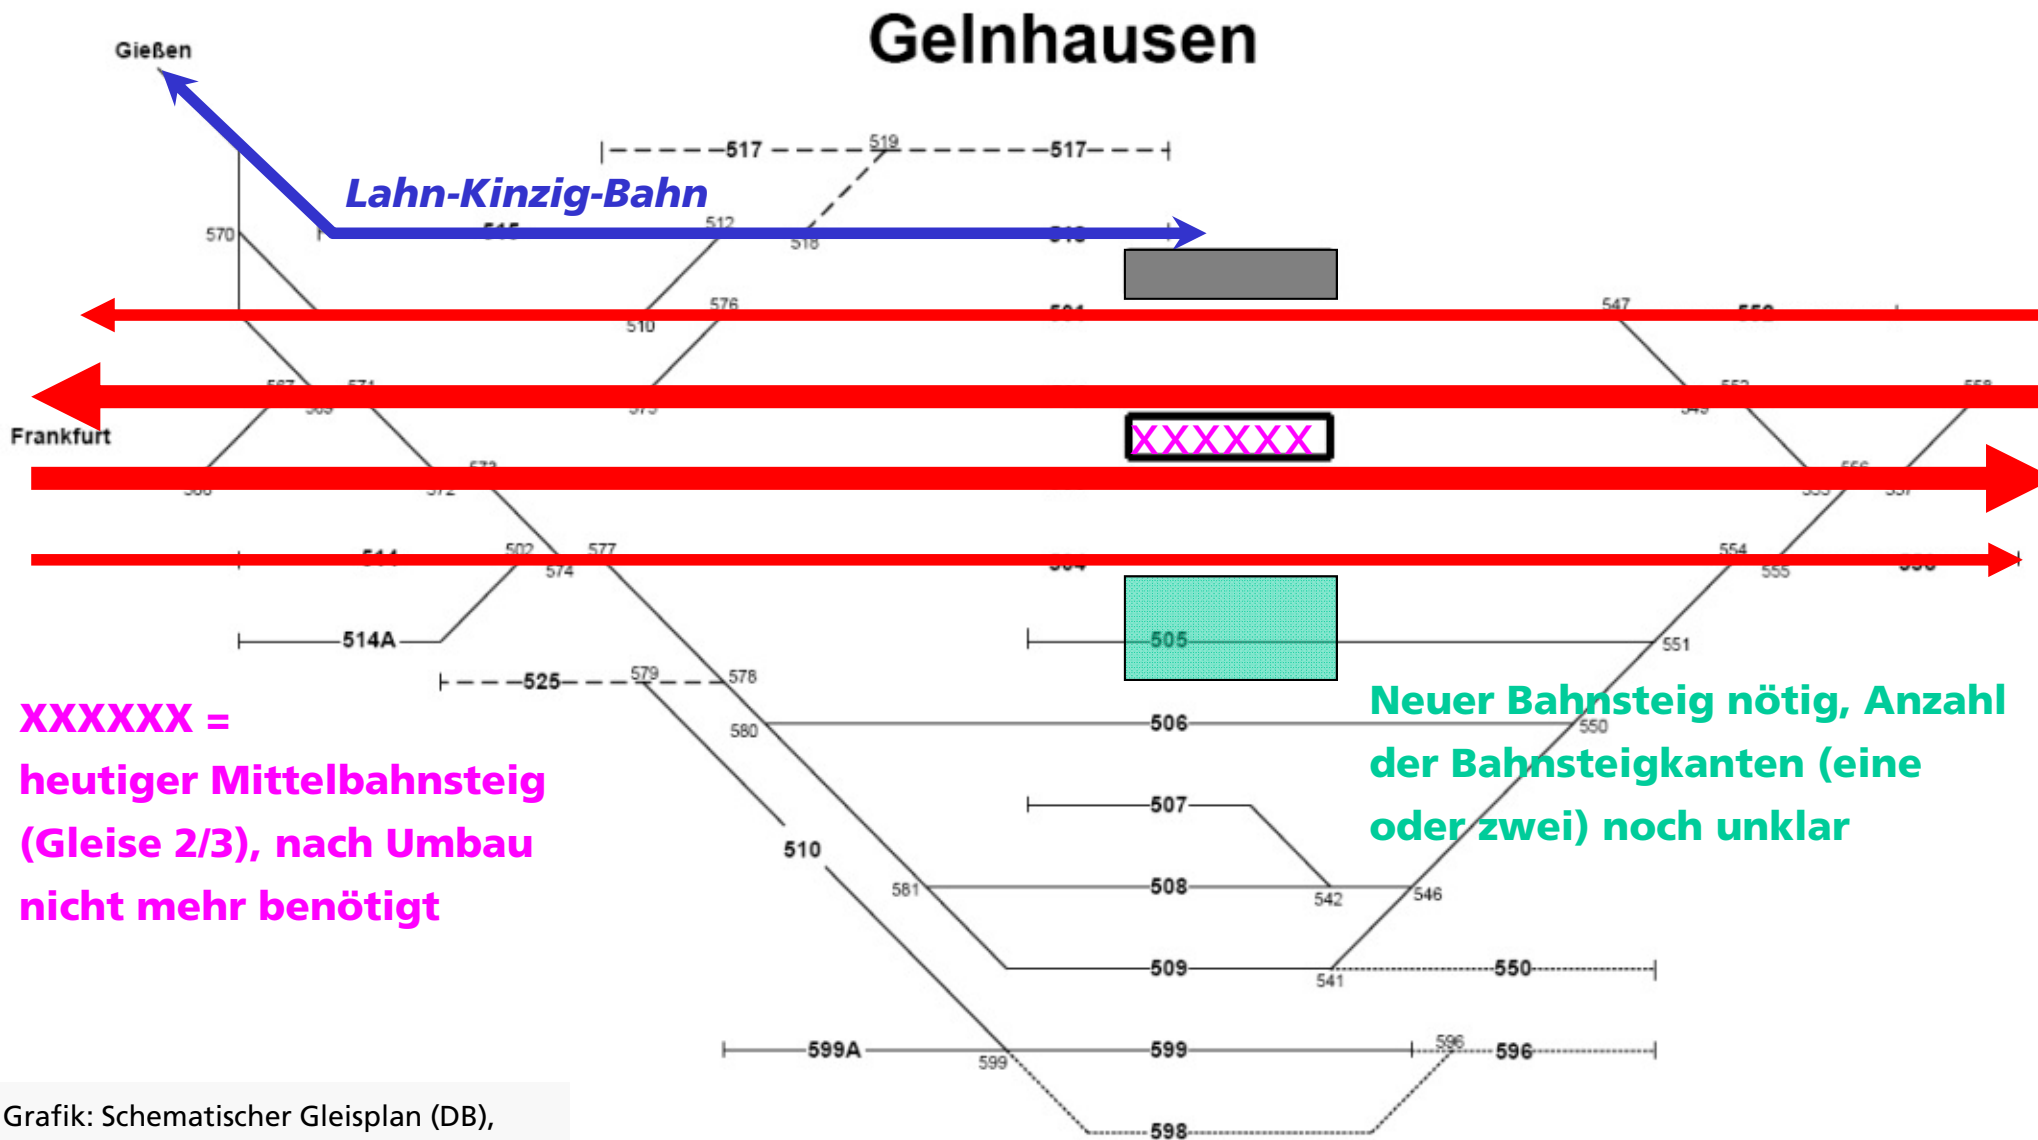 Gelnhausen
Gießen
517 519 517
Lahn-Kinzig-Bahn
512
570
518
576
547
510
Frankfurt
XXXXXX
502 577
554
574
555
514A
505
551
525 579 578
580
506
550
XXXXXX =
heutiger Mittelbahnsteig
(Gleise 2/3), nach Umbau
nicht mehr benötigt
Neuer Bahnsteig nötig, Anzahl
der Bahnsteigkanten (eine
oder zwei) noch unklar
507
510
581
508
542
546
509
541
550
599A
599
599
596
596
598
Grafik: Schematischer Gleisplan (DB),